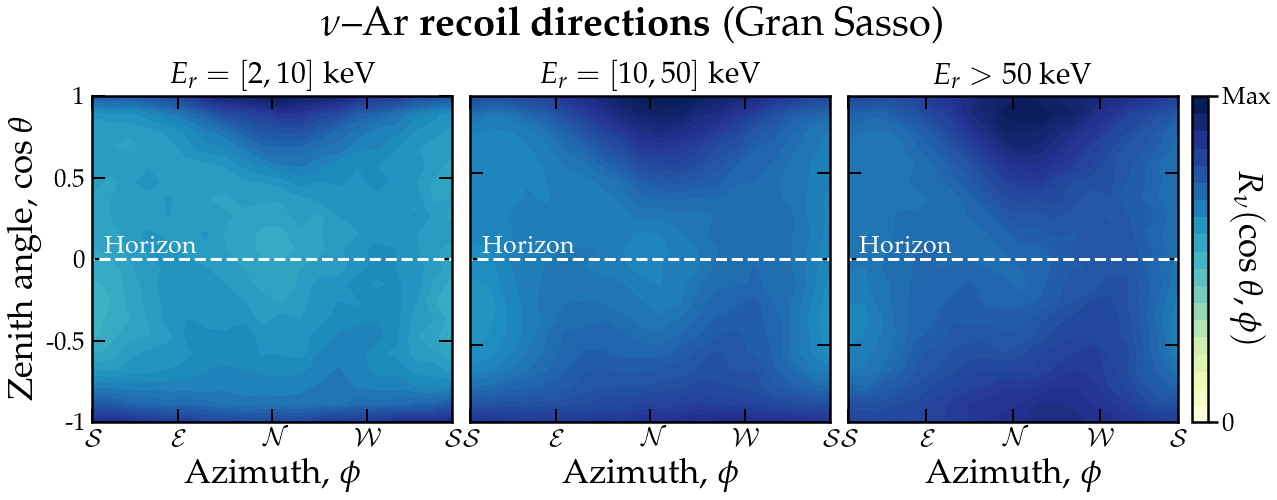 ν–Ar recoil directions (Gran Sasso)
E_r = [2, 10] keV
E_r = [10, 50] keV
E_r > 50 keV
Zenith angle, cos θ
1
0.5
0
-0.5
-1
Horizon
Horizon
Horizon
S E N W S
S E N W S
S E N W S
Azimuth, ϕ
Azimuth, ϕ
Azimuth, ϕ
Max
0
R_ν(cos θ, ϕ)